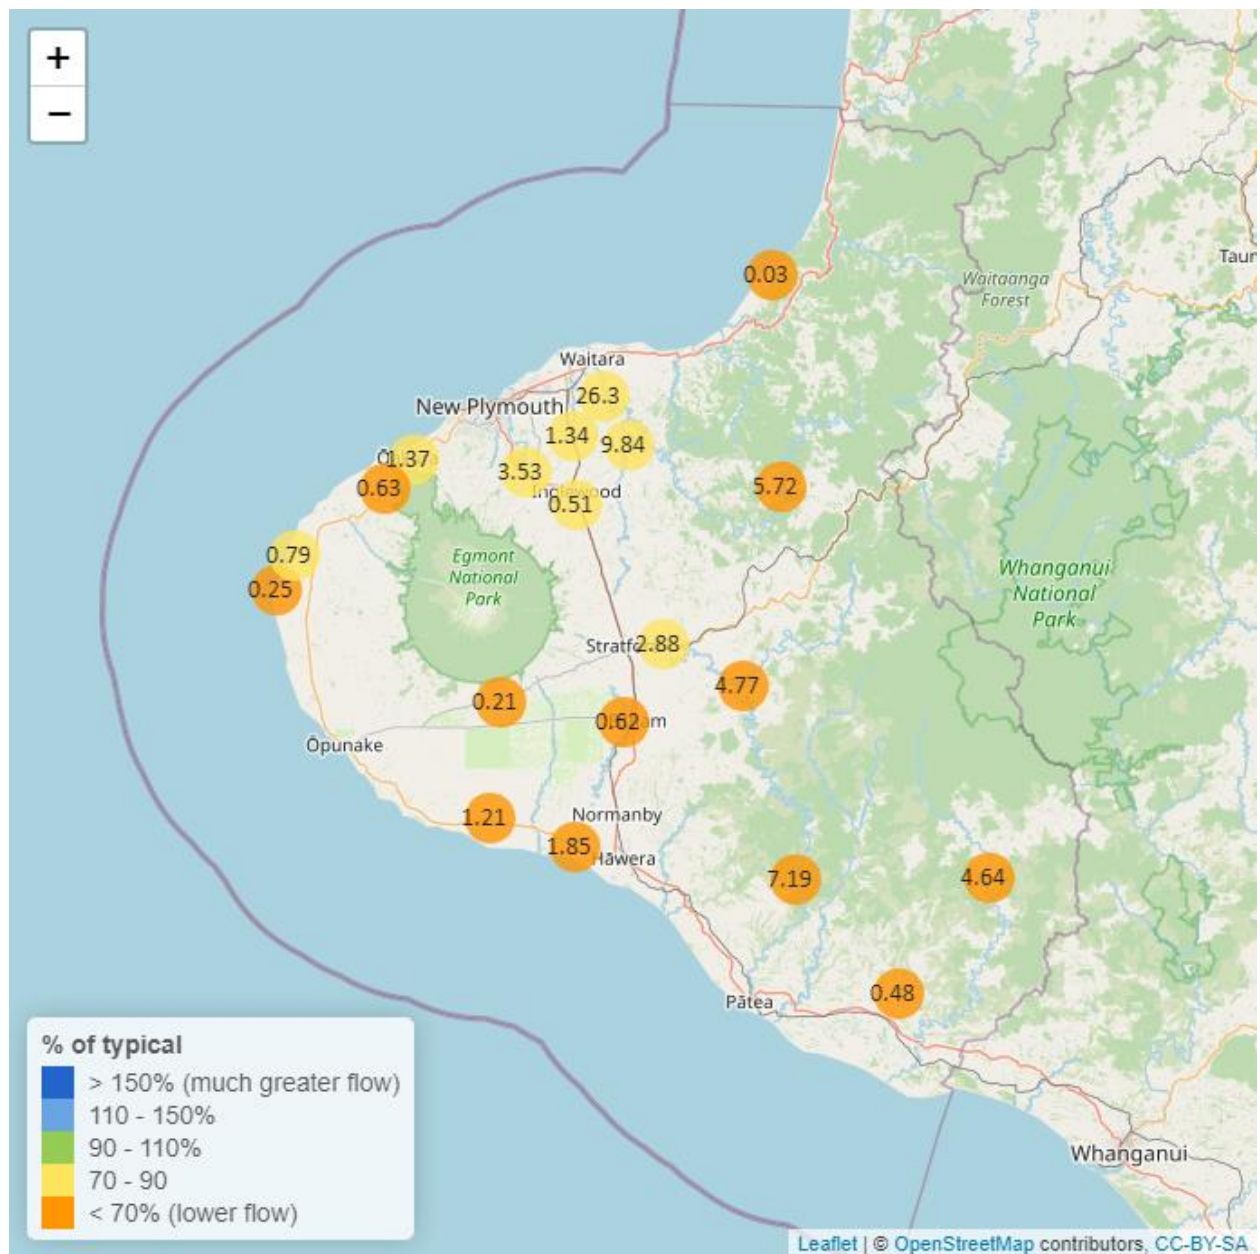 +
−
0.03
Taur
Waitaanga
Forest
Waitara
26.3
New Plymouth
1.34
9.84
1.37
3.53
5.72
0.63
0.51
0.79
Egmont
National
Park
Whanganui
National
Park
0.25
2.88
4.77
0.21
0.62
Ōpunake
1.21
Normanby
1.85
Hāwera
7.19
4.64
0.48
Pātea
Whanganui
% of typical
> 150% (much greater flow)
110 - 150%
90 - 110%
70 - 90
< 70% (lower flow)
Leaflet | © OpenStreetMap contributors, CC-BY-SA